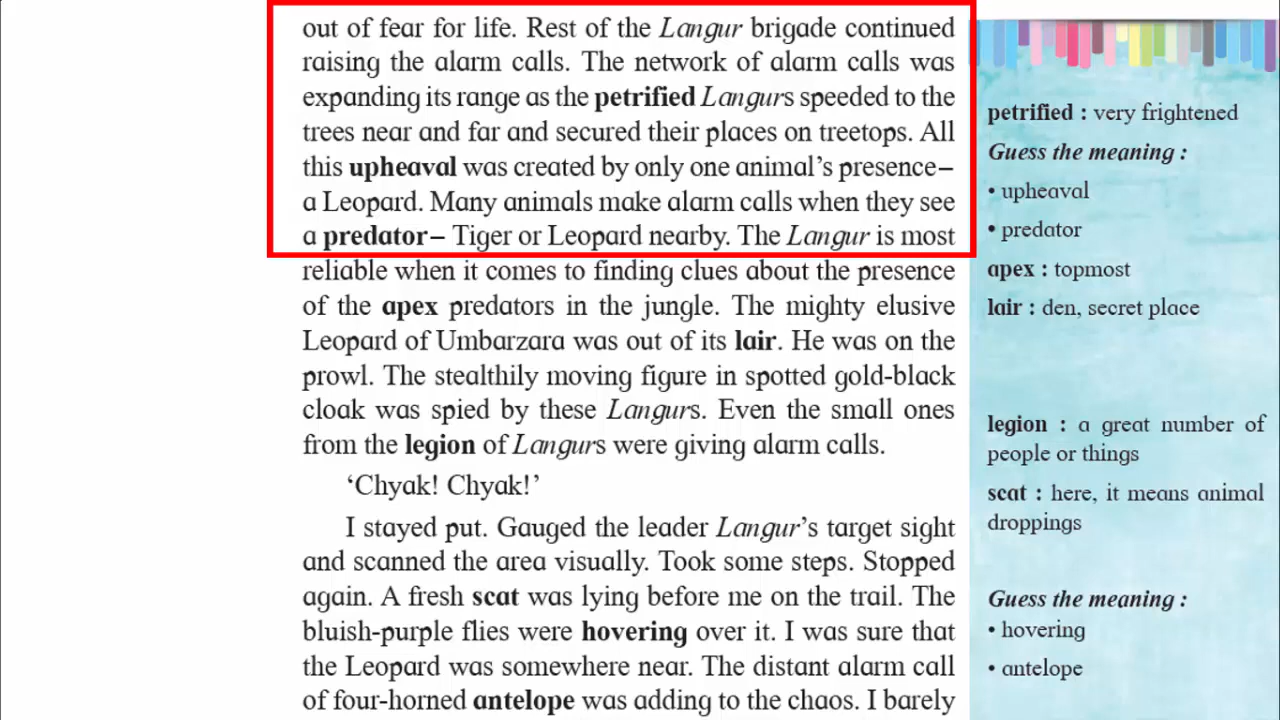 out of fear for life. Rest of the Langur brigade continued
raising the alarm calls. The network of alarm calls was
expanding its range as the petrified Langurs speeded to the
trees near and far and secured their places on treetops. All
this upheaval was created by only one animal's presence–
a Leopard. Many animals make alarm calls when they see
a predator– Tiger or Leopard nearby. The Langur is most
reliable when it comes to finding clues about the presence
of the apex predators in the jungle. The mighty elusive
Leopard of Umbarzara was out of its lair. He was on the
prowl. The stealthily moving figure in spotted gold-black
cloak was spied by these Langurs. Even the small ones
from the legion of Langurs were giving alarm calls.
‘Chyak! Chyak!’
I stayed put. Gauged the leader Langur’s target sight
and scanned the area visually. Took some steps. Stopped
again. A fresh scat was lying before me on the trail. The
bluish-purple flies were hovering over it. I was sure that
the Leopard was somewhere near. The distant alarm call
of four-horned antelope was adding to the chaos. I barely
petrified : very frightened
Guess the meaning :
• upheaval
• predator
apex : topmost
lair : den, secret place
legion : a great number of
people or things
scat : here, it means animal
droppings
Guess the meaning :
• hovering
• antelope